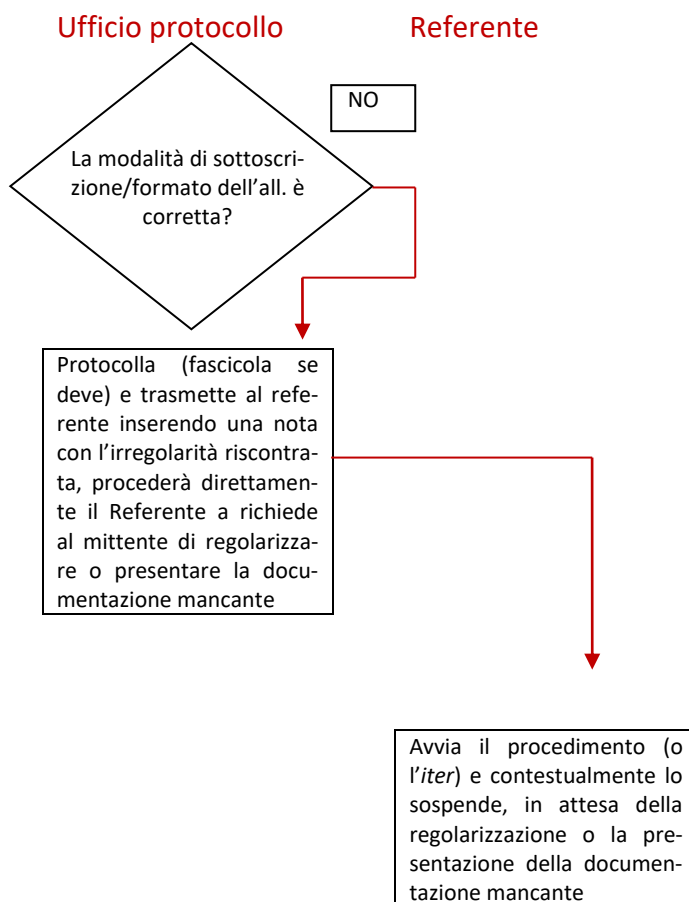 Ufficio protocollo
Referente
NO
La modalità di sottoscri-
zione/formato dell'all. è
corretta?
Protocolla (fascicola se
deve) e trasmette al refe-
rente inserendo una nota
con l'irregolarità riscontra-
ta, procederà direttamen-
te il Referente a richiede
al mittente di regolarizza-
re o presentare la docu-
mentazione mancante
Avvia il procedimento (o
l'iter) e contestualmente lo
sospende, in attesa della
regolarizzazione o la pre-
sentazione della documen-
tazione mancante